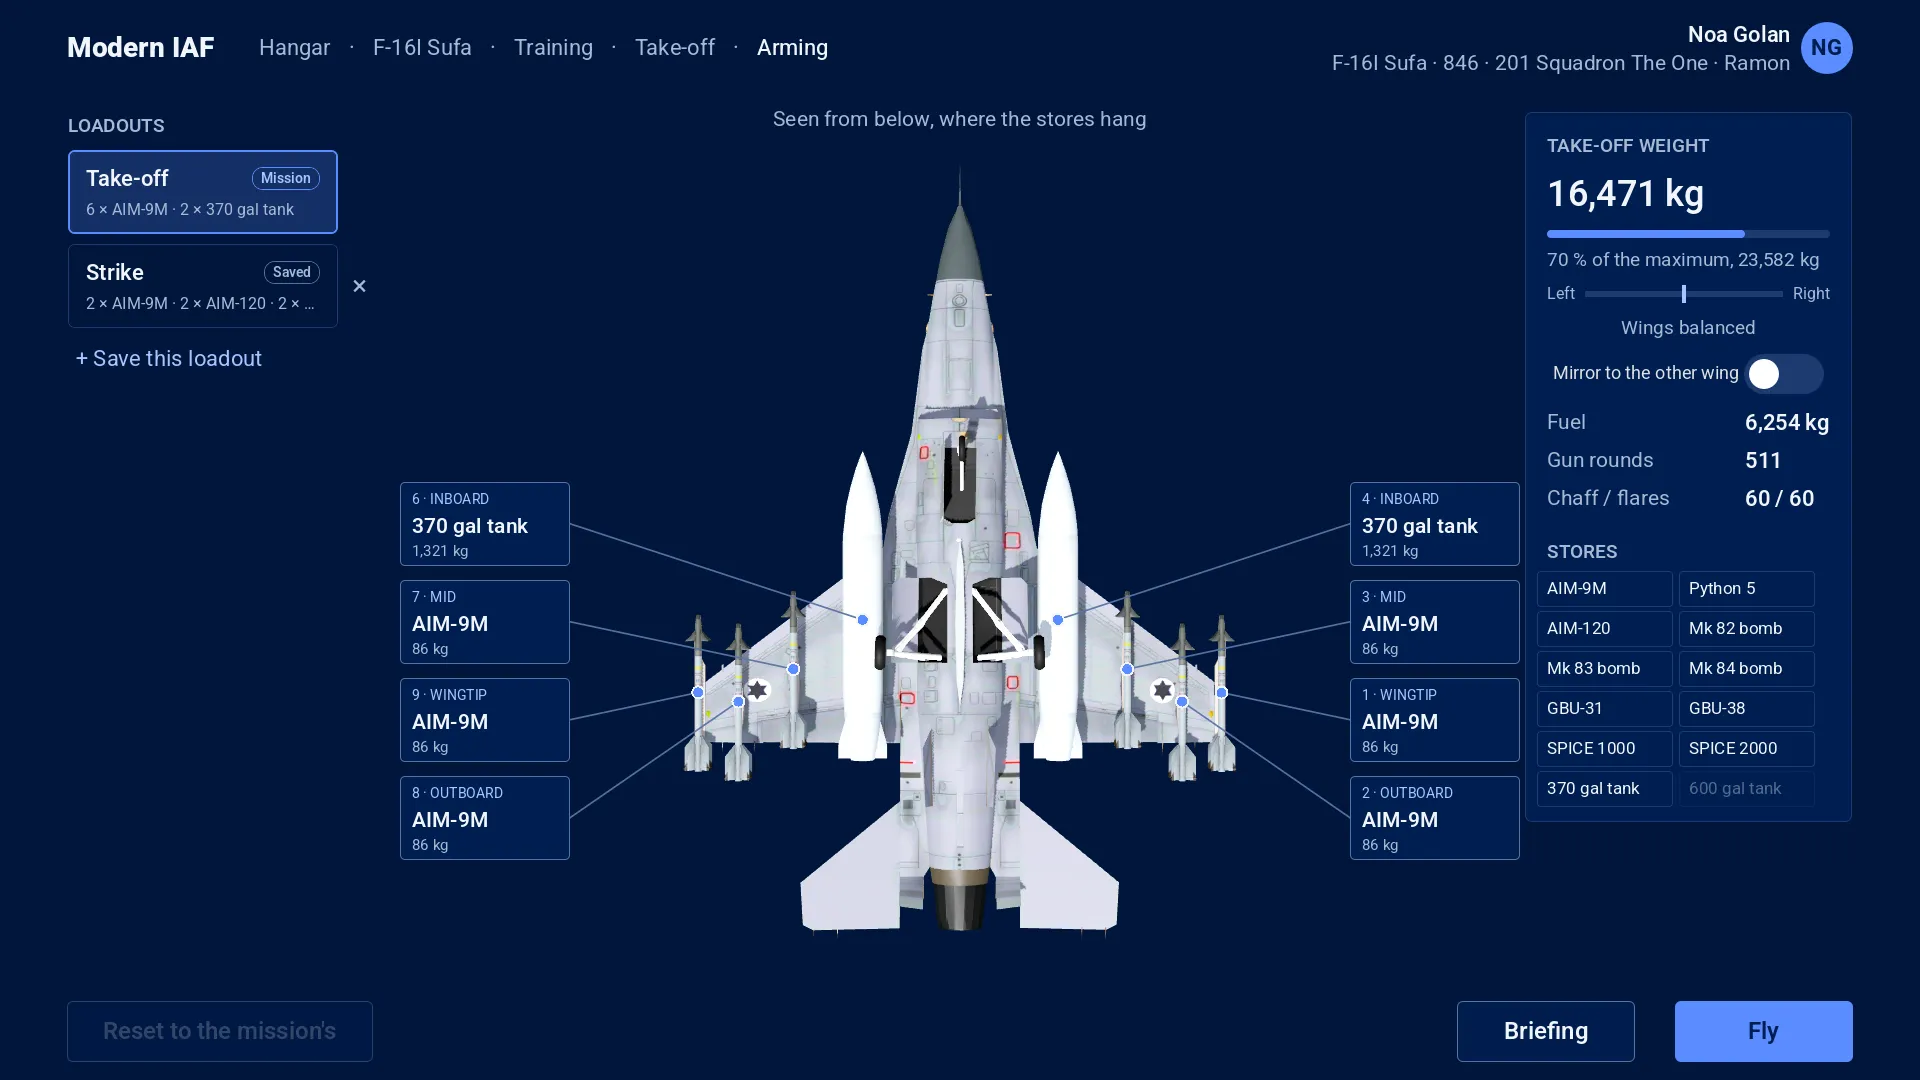 Modern IAF
Hangar · F-16I Sufa · Training · Take-off · Arming
Noa Golan
F-16I Sufa · 846 · 201 Squadron The One · Ramon
NG
LOADOUTS
Take-off
Mission
6 × AIM-9M · 2 × 370 gal tank
Strike
Saved
2 × AIM-9M · 2 × AIM-120 · 2 × ...
×
+ Save this loadout
Seen from below, where the stores hang
6 · INBOARD
370 gal tank
1,321 kg
7 · MID
AIM-9M
86 kg
9 · WINGTIP
AIM-9M
86 kg
8 · OUTBOARD
AIM-9M
86 kg
4 · INBOARD
370 gal tank
1,321 kg
3 · MID
AIM-9M
86 kg
1 · WINGTIP
AIM-9M
86 kg
2 · OUTBOARD
AIM-9M
86 kg
TAKE-OFF WEIGHT
16,471 kg
70 % of the maximum, 23,582 kg
Left
Right
Wings balanced
Mirror to the other wing
Fuel 6,254 kg
Gun rounds 511
Chaff / flares 60 / 60
STORES
AIM-9M Python 5
AIM-120 Mk 82 bomb
Mk 83 bomb Mk 84 bomb
GBU-31 GBU-38
SPICE 1000 SPICE 2000
370 gal tank 600 gal tank
Reset to the mission's
Briefing
Fly